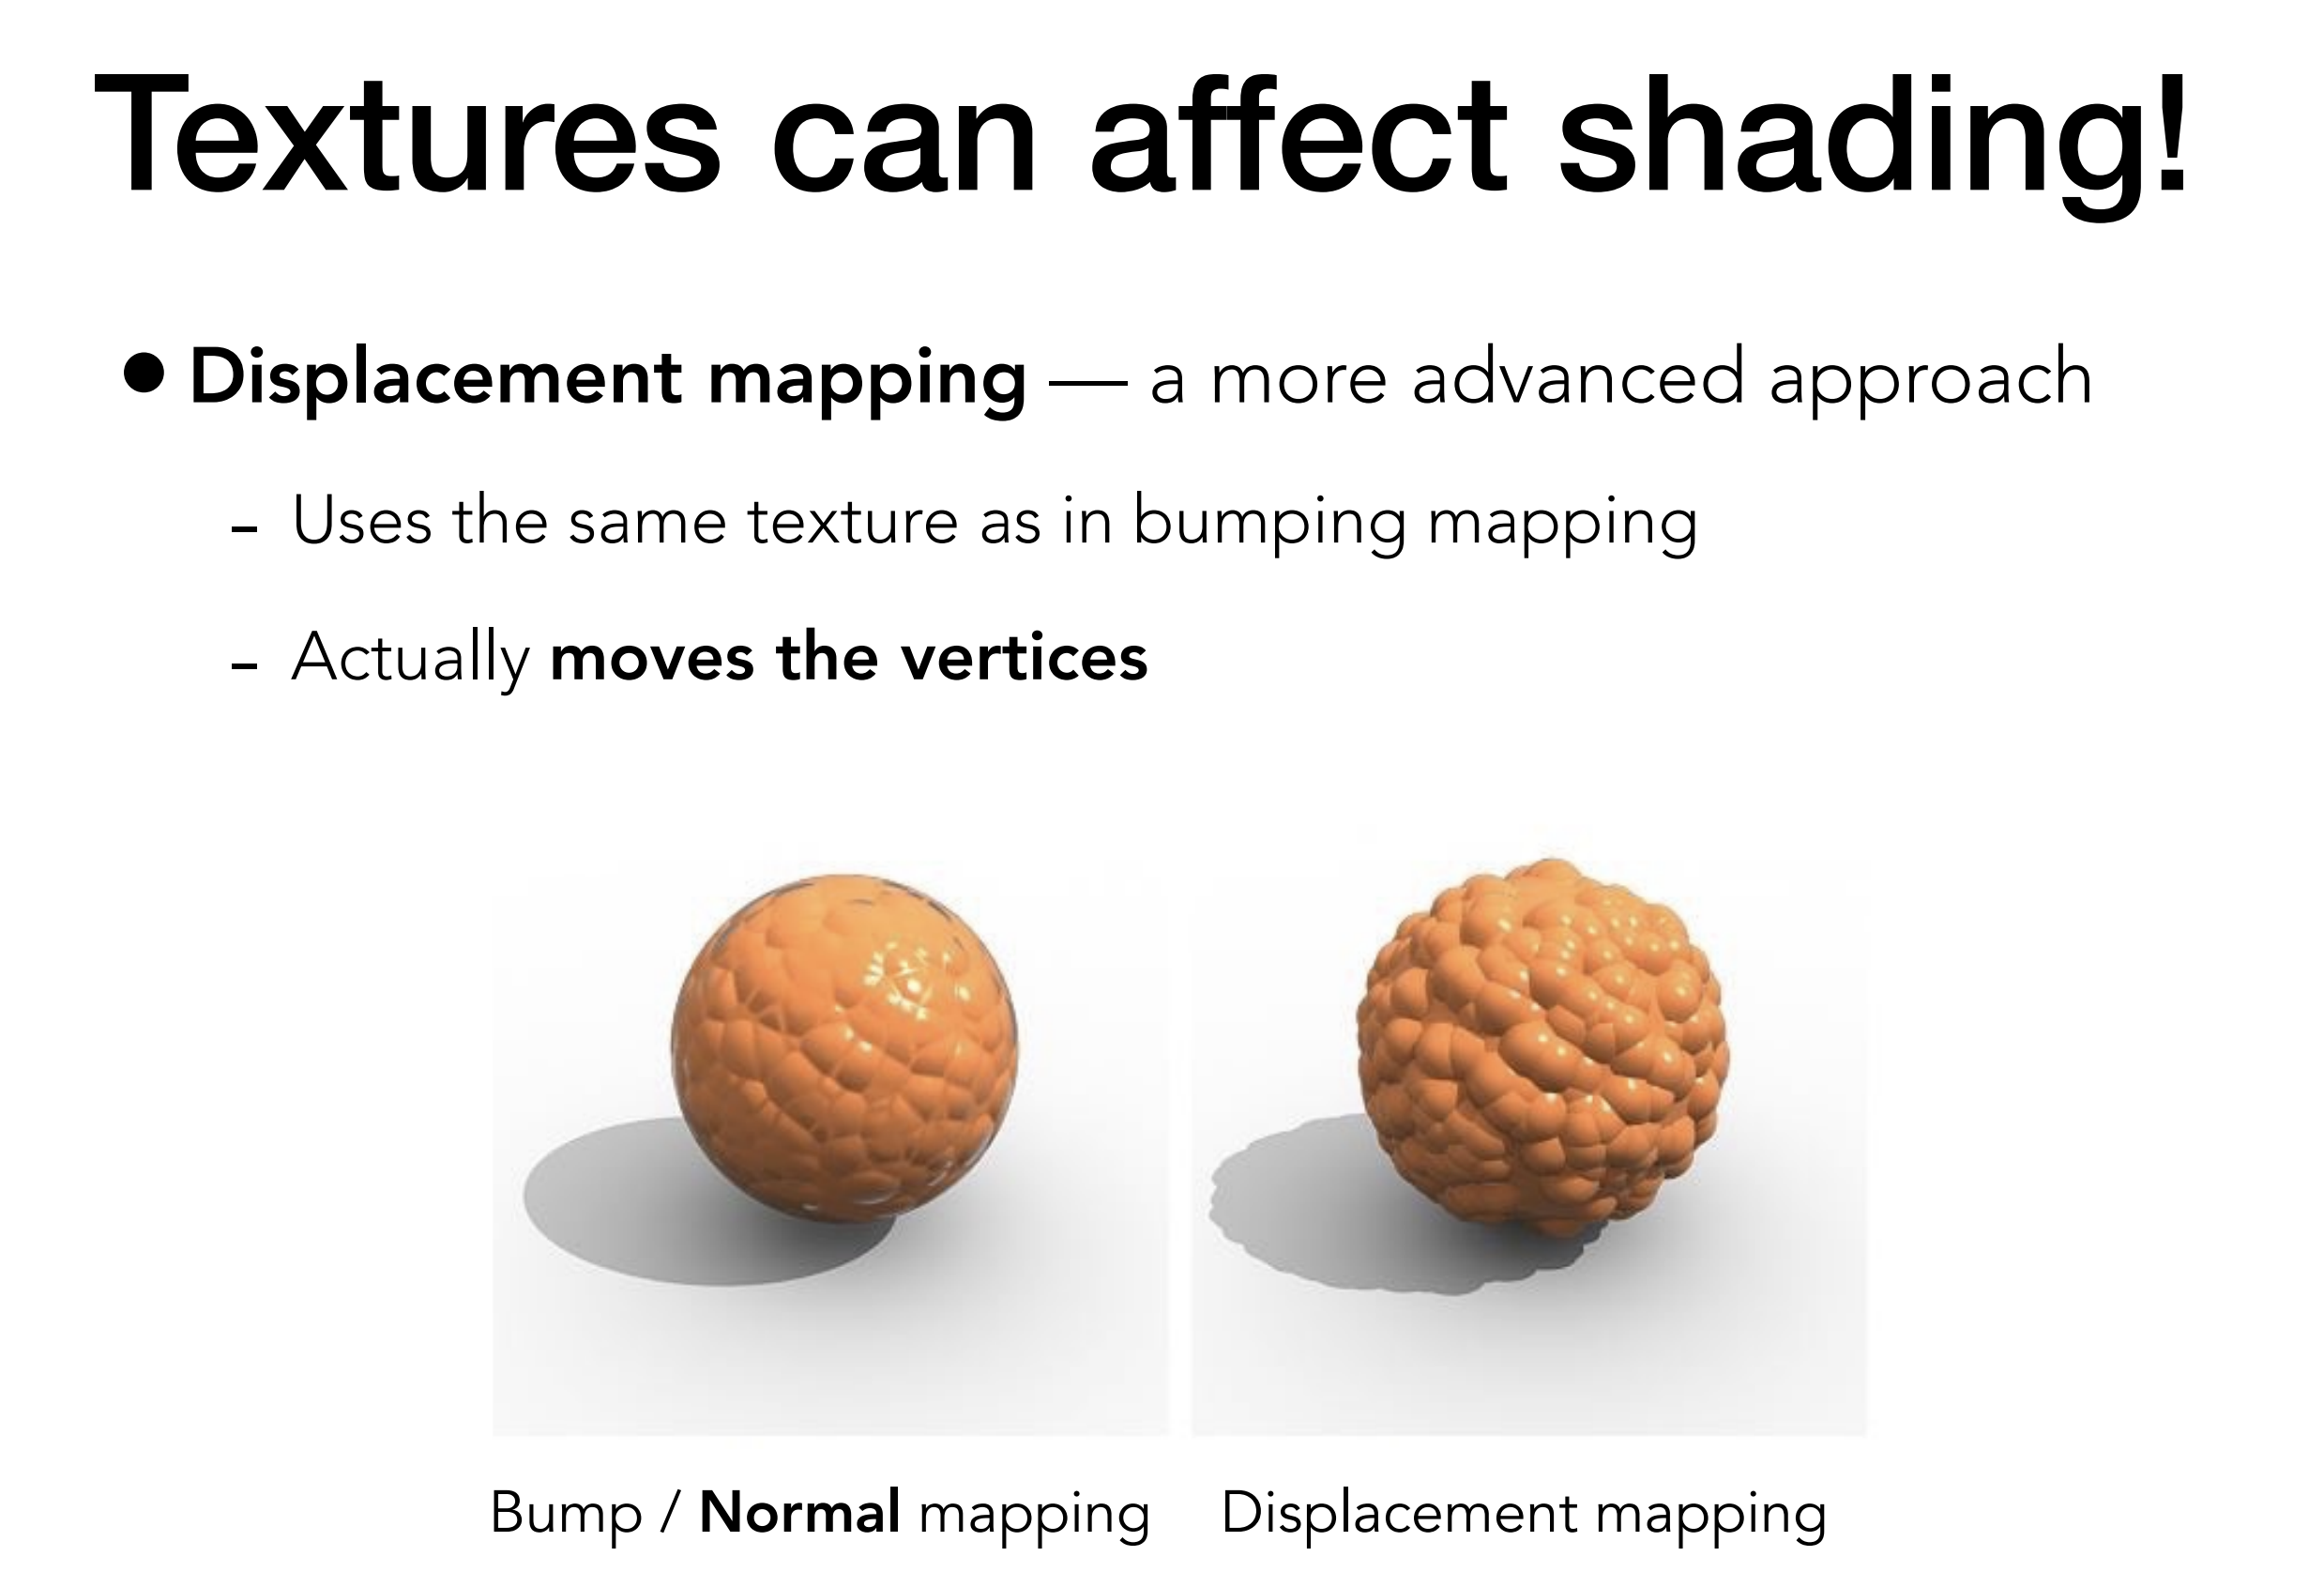 Textures can affect shading!
● Displacement mapping — a more advanced approach
- Uses the same texture as in bumping mapping
- Actually moves the vertices
Bump / Normal mapping
Displacement mapping